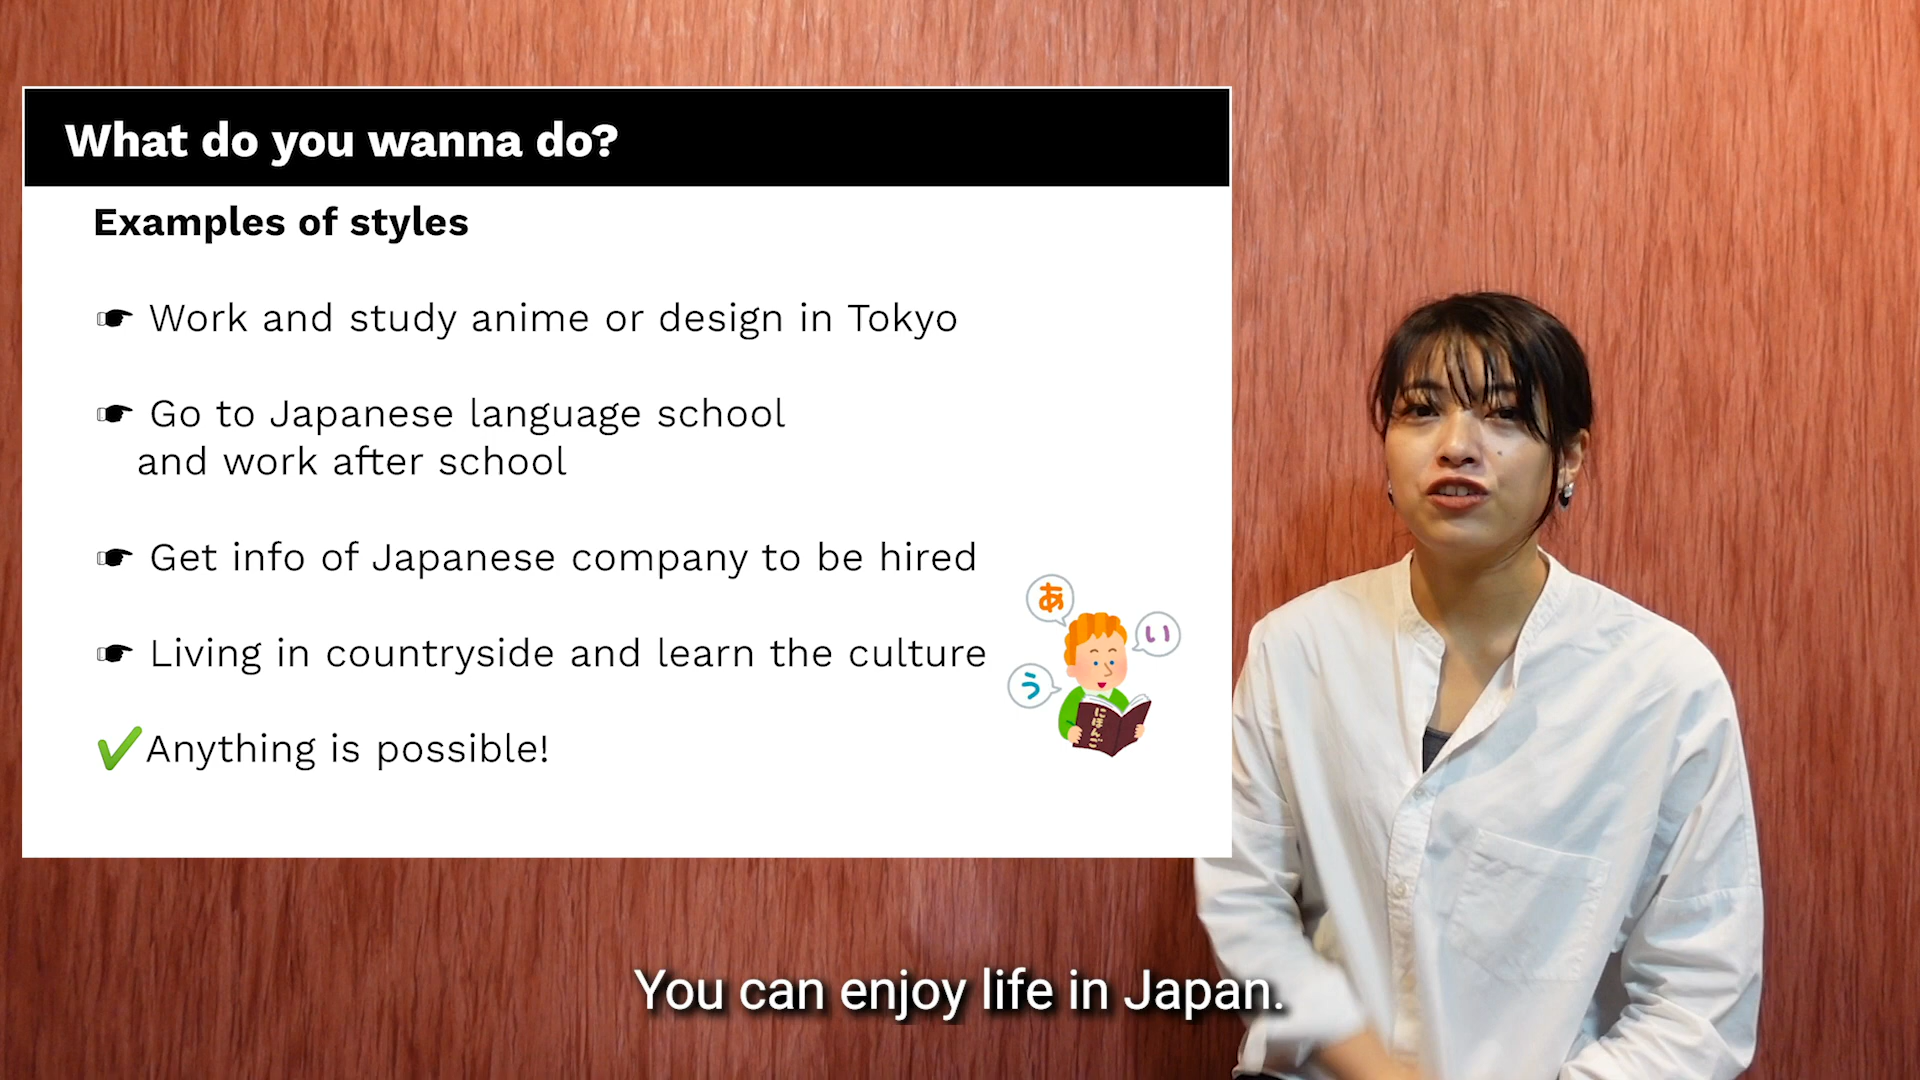 What do you wanna do?
Examples of styles
☛ Work and study anime or design in Tokyo
☛ Go to Japanese language school
and work after school
☛ Get info of Japanese company to be hired
☛ Living in countryside and learn the culture
✔Anything is possible!
あ
い
う
にほんご
You can enjoy life in Japan.